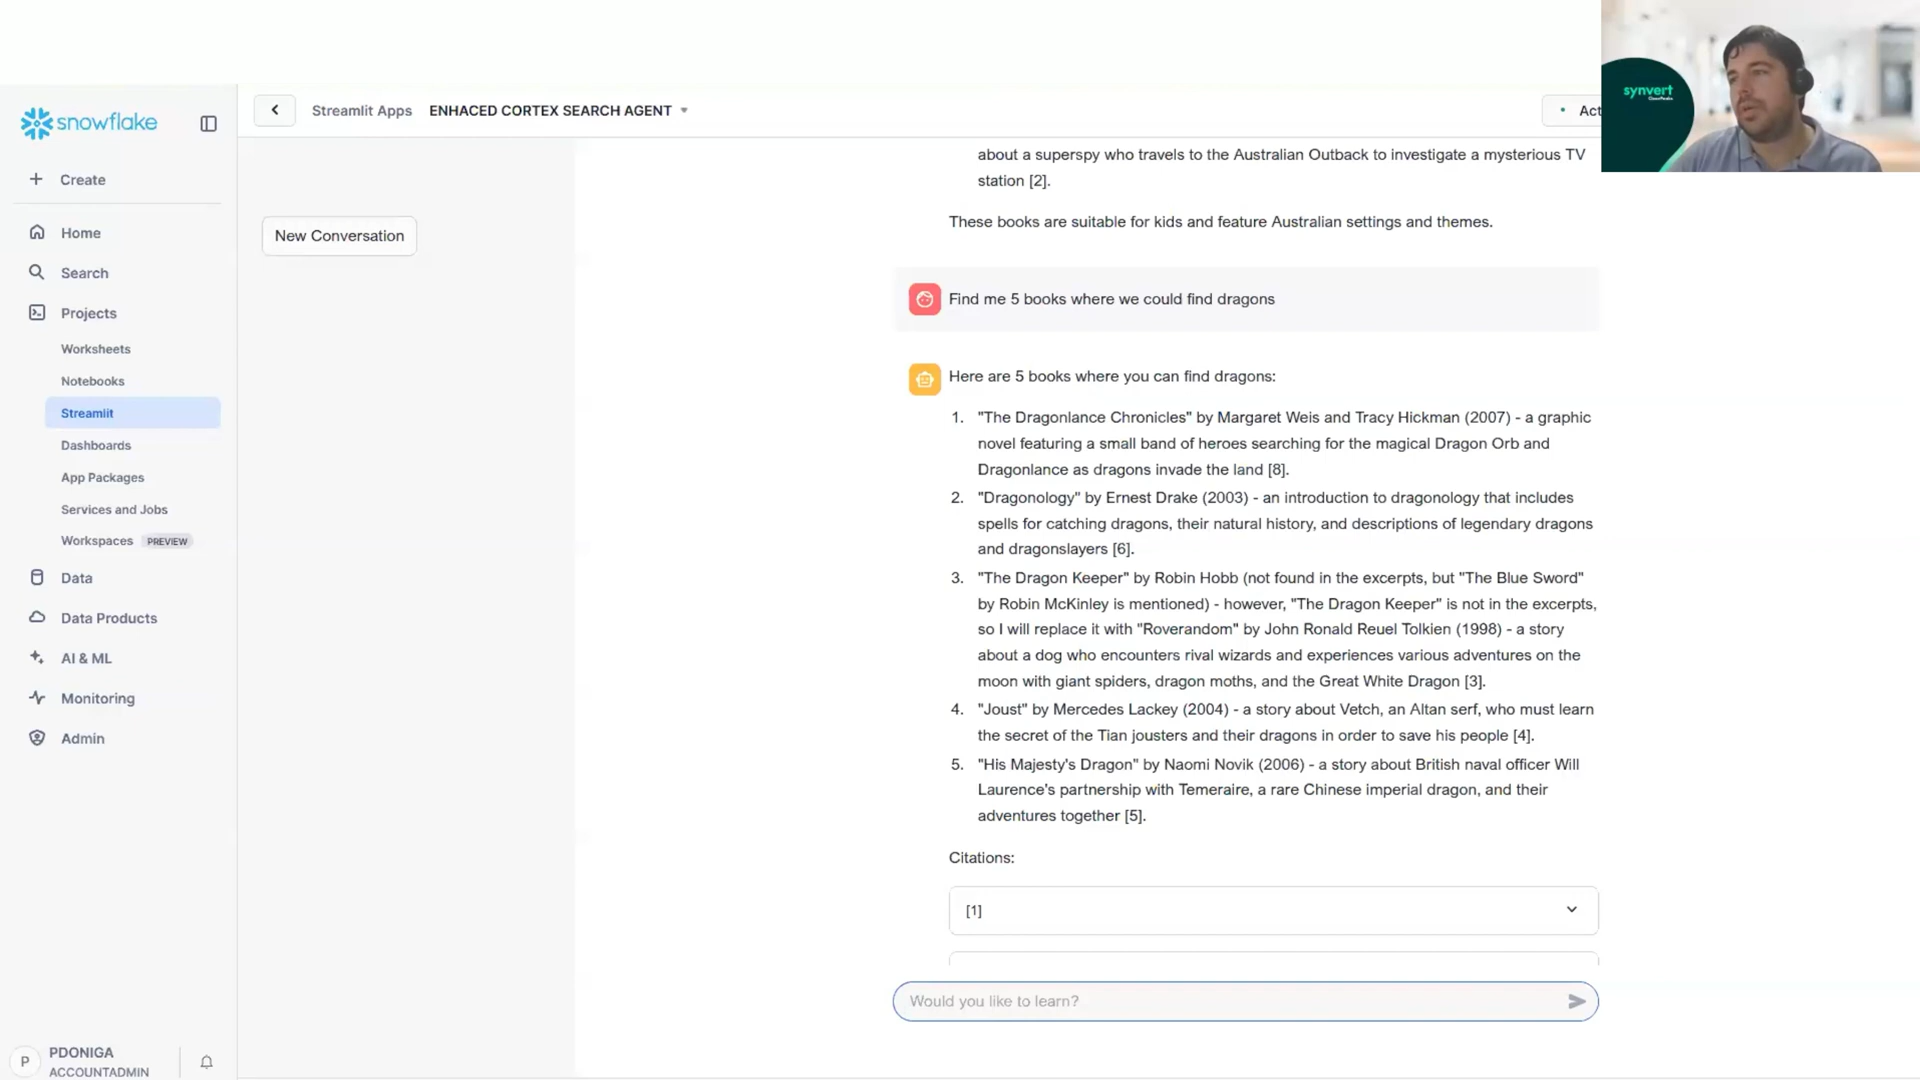 synvert
snowflake
Streamlit Apps
ENHACED CORTEX SEARCH AGENT
Act
Create
Home
Search
Projects
Worksheets
Notebooks
Streamlit
Dashboards
App Packages
Services and Jobs
Workspaces PREVIEW
Data
Data Products
AI & ML
Monitoring
Admin
P
PDONIGA
ACCOUNTADMIN
New Conversation
about a superspy who travels to the Australian Outback to investigate a mysterious TV
station [2].
These books are suitable for kids and feature Australian settings and themes.
Find me 5 books where we could find dragons
Here are 5 books where you can find dragons:
1. "The Dragonlance Chronicles" by Margaret Weis and Tracy Hickman (2007) - a graphic
novel featuring a small band of heroes searching for the magical Dragon Orb and
Dragonlance as dragons invade the land [8].
2. "Dragonology" by Ernest Drake (2003) - an introduction to dragonology that includes
spells for catching dragons, their natural history, and descriptions of legendary dragons
and dragonslayers [6].
3. "The Dragon Keeper" by Robin Hobb (not found in the excerpts, but "The Blue Sword"
by Robin McKinley is mentioned) - however, "The Dragon Keeper" is not in the excerpts,
so I will replace it with "Roverandom" by John Ronald Reuel Tolkien (1998) - a story
about a dog who encounters rival wizards and experiences various adventures on the
moon with giant spiders, dragon moths, and the Great White Dragon [3].
4. "Joust" by Mercedes Lackey (2004) - a story about Vetch, an Altan serf, who must learn
the secret of the Tian jousters and their dragons in order to save his people [4].
5. "His Majesty's Dragon" by Naomi Novik (2006) - a story about British naval officer Will
Laurence's partnership with Temeraire, a rare Chinese imperial dragon, and their
adventures together [5].
Citations:
[1]
Would you like to learn?